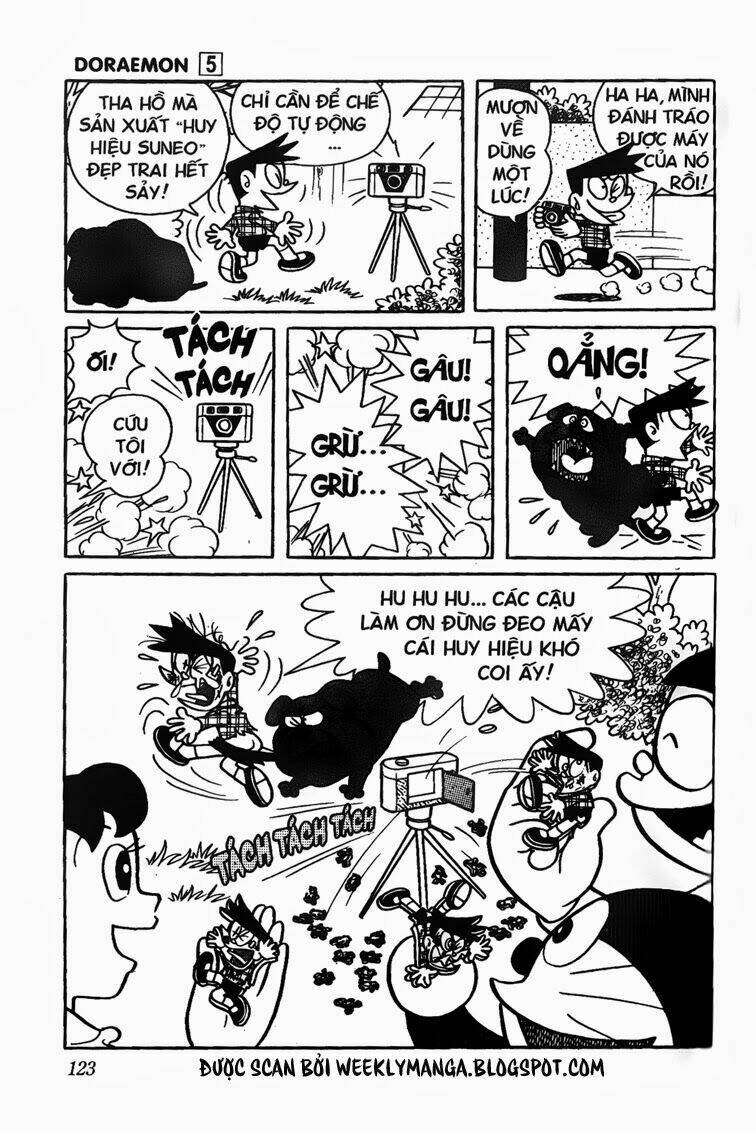 DORAEMON 5
THA HỒ MÀ
SẢN XUẤT "HUY
HIỆU SUNEO"
ĐẸP TRAI HẾT
SẢY!
CHỈ CẦN ĐỂ CHẾ
ĐỘ TỰ ĐỘNG
...
MƯỢN
VỀ
DÙNG
MỘT
LÚC!
HA HA, MÌNH
ĐÁNH TRÁO
ĐƯỢC MÁY
CỦA NÓ
RỒI!
ỐI!
CỨU
TÔI
VỚI!
TÁCH
TÁCH
GÂU!
GÂU!
GRỪ...
GRỪ...
OẲNG!
HU HU HU... CÁC CẬU
LÀM ƠN ĐỪNG ĐEO MẤY
CÁI HUY HIỆU KHÓ
COI ẤY!
TÁCH TÁCH TÁCH
123
ĐƯỢC SCAN BỞI WEEKLYMANGA.BLOGSPOT.COM